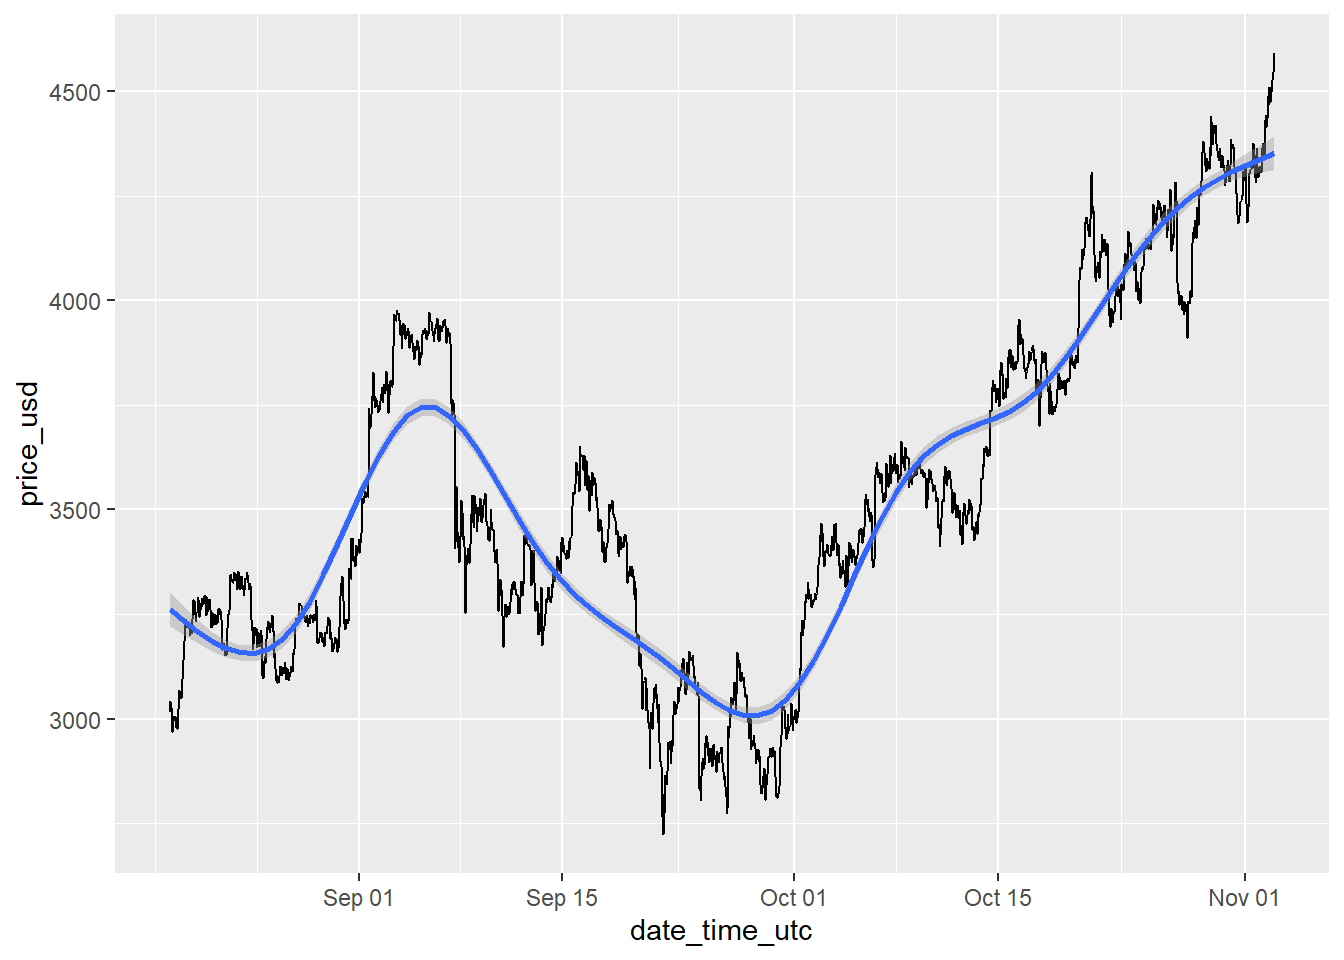 4500
4000
3500
3000
price_usd
Sep 01
Sep 15
Oct 01
Oct 15
Nov 01
date_time_utc